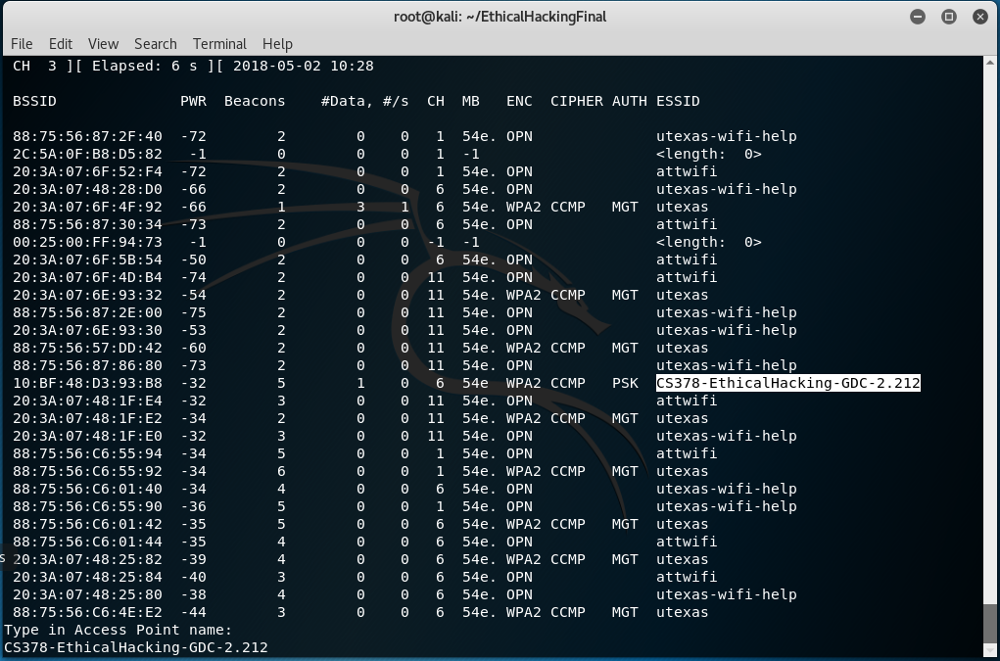 root@kali: ~/EthicalHackingFinal
File Edit View Search Terminal Help
CH 3 ][ Elapsed: 6 s ][ 2018-05-02 10:28
BSSID PWR Beacons #Data, #/s CH MB ENC CIPHER AUTH ESSID
88:75:56:87:2F:40 -72 2 0 0 1 54e. OPN utexas-wifi-help
2C:5A:0F:B8:D5:82 -1 0 0 0 1 -1 <length: 0>
20:3A:07:6F:52:F4 -72 2 0 0 1 54e. OPN attwifi
20:3A:07:48:28:D0 -66 2 0 0 6 54e. OPN utexas-wifi-help
20:3A:07:6F:4F:92 -66 1 3 1 6 54e. WPA2 CCMP MGT utexas
88:75:56:87:30:34 -73 2 0 0 6 54e. OPN attwifi
00:25:00:FF:94:73 -1 0 0 0 -1 -1 <length: 0>
20:3A:07:6F:5B:54 -50 2 0 0 6 54e. OPN attwifi
20:3A:07:6F:4D:B4 -74 2 0 0 11 54e. OPN attwifi
20:3A:07:6E:93:32 -54 2 0 0 11 54e. WPA2 CCMP MGT utexas
88:75:56:87:2E:00 -75 2 0 0 11 54e. OPN utexas-wifi-help
20:3A:07:6E:93:30 -53 2 0 0 11 54e. OPN utexas-wifi-help
88:75:56:57:DD:42 -60 2 0 0 11 54e. WPA2 CCMP MGT utexas
88:75:56:87:86:80 -73 2 0 0 11 54e. OPN utexas-wifi-help
10:BF:48:D3:93:B8 -32 5 1 0 6 54e WPA2 CCMP PSK CS378-EthicalHacking-GDC-2.212
20:3A:07:48:1F:E4 -32 3 0 0 11 54e. OPN attwifi
20:3A:07:48:1F:E2 -34 2 0 0 11 54e. WPA2 CCMP MGT utexas
20:3A:07:48:1F:E0 -32 3 0 0 11 54e. OPN utexas-wifi-help
88:75:56:C6:55:94 -34 5 0 0 1 54e. OPN attwifi
88:75:56:C6:55:92 -34 6 0 0 1 54e. WPA2 CCMP MGT utexas
88:75:56:C6:01:40 -34 4 0 0 6 54e. OPN utexas-wifi-help
88:75:56:C6:55:90 -36 5 0 0 1 54e. OPN utexas-wifi-help
88:75:56:C6:01:42 -35 5 0 0 6 54e. WPA2 CCMP MGT utexas
88:75:56:C6:01:44 -35 4 0 0 6 54e. OPN attwifi
20:3A:07:48:25:82 -39 4 0 0 6 54e. WPA2 CCMP MGT utexas
20:3A:07:48:25:84 -40 3 0 0 6 54e. OPN attwifi
20:3A:07:48:25:80 -38 4 0 0 6 54e. OPN utexas-wifi-help
88:75:56:C6:4E:E2 -44 3 0 0 6 54e. WPA2 CCMP MGT utexas
Type in Access Point name:
CS378-EthicalHacking-GDC-2.212